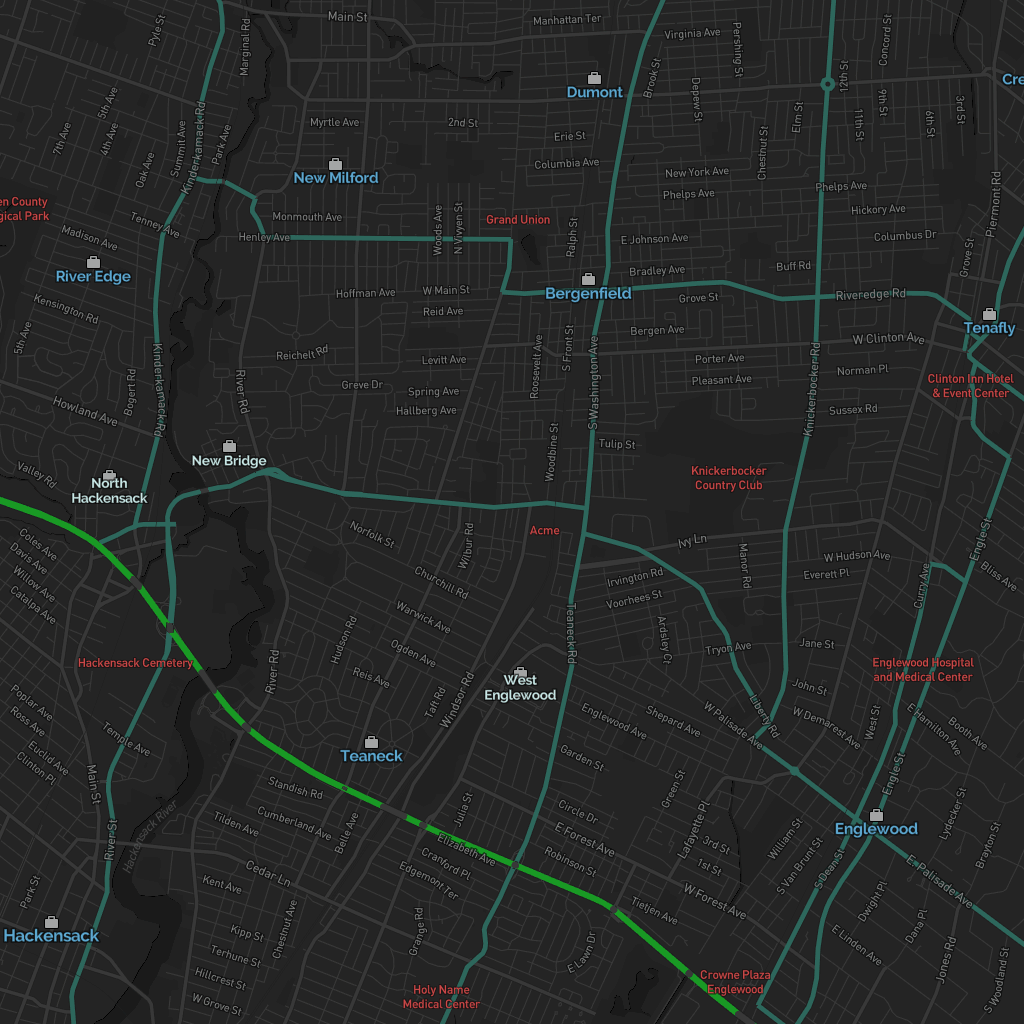 Main St
Manhattan Ter
Pyle St
Marginal Rd
Virginia Ave
Pershing St
Concord St
Brook St
Depew St
12th St
Cre
Dumont
5th Ave
4th Ave
7th Ave
9th St
3rd St
6th St
11th St
Elm St
Chestnut St
Myrtle Ave
2nd St
Erie St
Kinderkamack Rd
Park Ave
Summit Ave
Oak Ave
Columbia Ave
New York Ave
New Milford
Phelps Ave
Phelps Ave
Piermont Rd
en County
gical Park
Tenney Ave
Monmouth Ave
Woods Ave
N Vivyen St
Grand Union
Ralph St
Hickory Ave
Madison Ave
Henley Ave
E Johnson Ave
Columbus Dr
Grove St
River Edge
Bradley Ave
Buff Rd
Kensington Rd
Hoffman Ave
W Main St
Bergenfield
Grove St
Riveredge Rd
Reid Ave
Bergen Ave
Tenafly
5th Ave
W Clinton Ave
Reichelt Rd
Levitt Ave
Roosevelt Ave
S Front St
Porter Ave
Kinderkamack Rd
Norman Pl
Greve Dr
Spring Ave
Pleasant Ave
Clinton Inn Hotel
& Event Center
Bogert Rd
River Rd
Hallberg Ave
S Washington Ave
Knickerbocker Rd
Sussex Rd
Howland Ave
Woodbine St
Tulip St
New Bridge
Knickerbocker
Country Club
Valley Rd
North
Hackensack
Norfolk St
Wilbur Rd
Acme
Ivy Ln
Engle St
Coles Ave
Davis Ave
Manor Rd
W Hudson Ave
Willow Ave
Catalpa Ave
Churchill Rd
Irvington Rd
Everett Pl
Bliss Ave
Curry Ave
Warwick Ave
Voorhees St
Hudson Rd
Teaneck Rd
Ardsley Ct
Ogden Ave
Tryon Ave
Jane St
Hackensack Cemetery
River Rd
Reis Ave
West
Englewood
Englewood Hospital
and Medical Center
Poplar Ave
Taft Rd
Windsor Rd
John St
Ross Ave
Liberty Rd
Englewood Ave
Shepard Ave
W Palisade Ave
W Demarest Ave
West St
E Hamilton Ave
Booth Ave
Temple Ave
Euclid Ave
Clinton Pl
Teaneck
Garden St
Main St
Standish Rd
Green St
Engle St
Julia St
Circle Dr
Lafayette Pl
Cumberland Ave
Belle Ave
Hackensack River
Tilden Ave
E Forest Ave
William St
Englewood
Lydecker St
River St
Elizabeth Ave
3rd St
1st St
Brayton St
Cranford Pl
Robinson St
S Van Brunt St
S Dean St
Cedar Ln
Edgemont Ter
E Palisade Ave
Park St
Kent Ave
Tietjen Ave
W Forest Ave
Dwight Pl
Chestnut Ave
Grange Rd
Dana Pl
Hackensack
Kipp St
E Lawn Dr
E Linden Ave
Jones Rd
Terhune St
Hillcrest St
Crowne Plaza
Englewood
S Woodland St
W Grove St
Holy Name
Medical Center